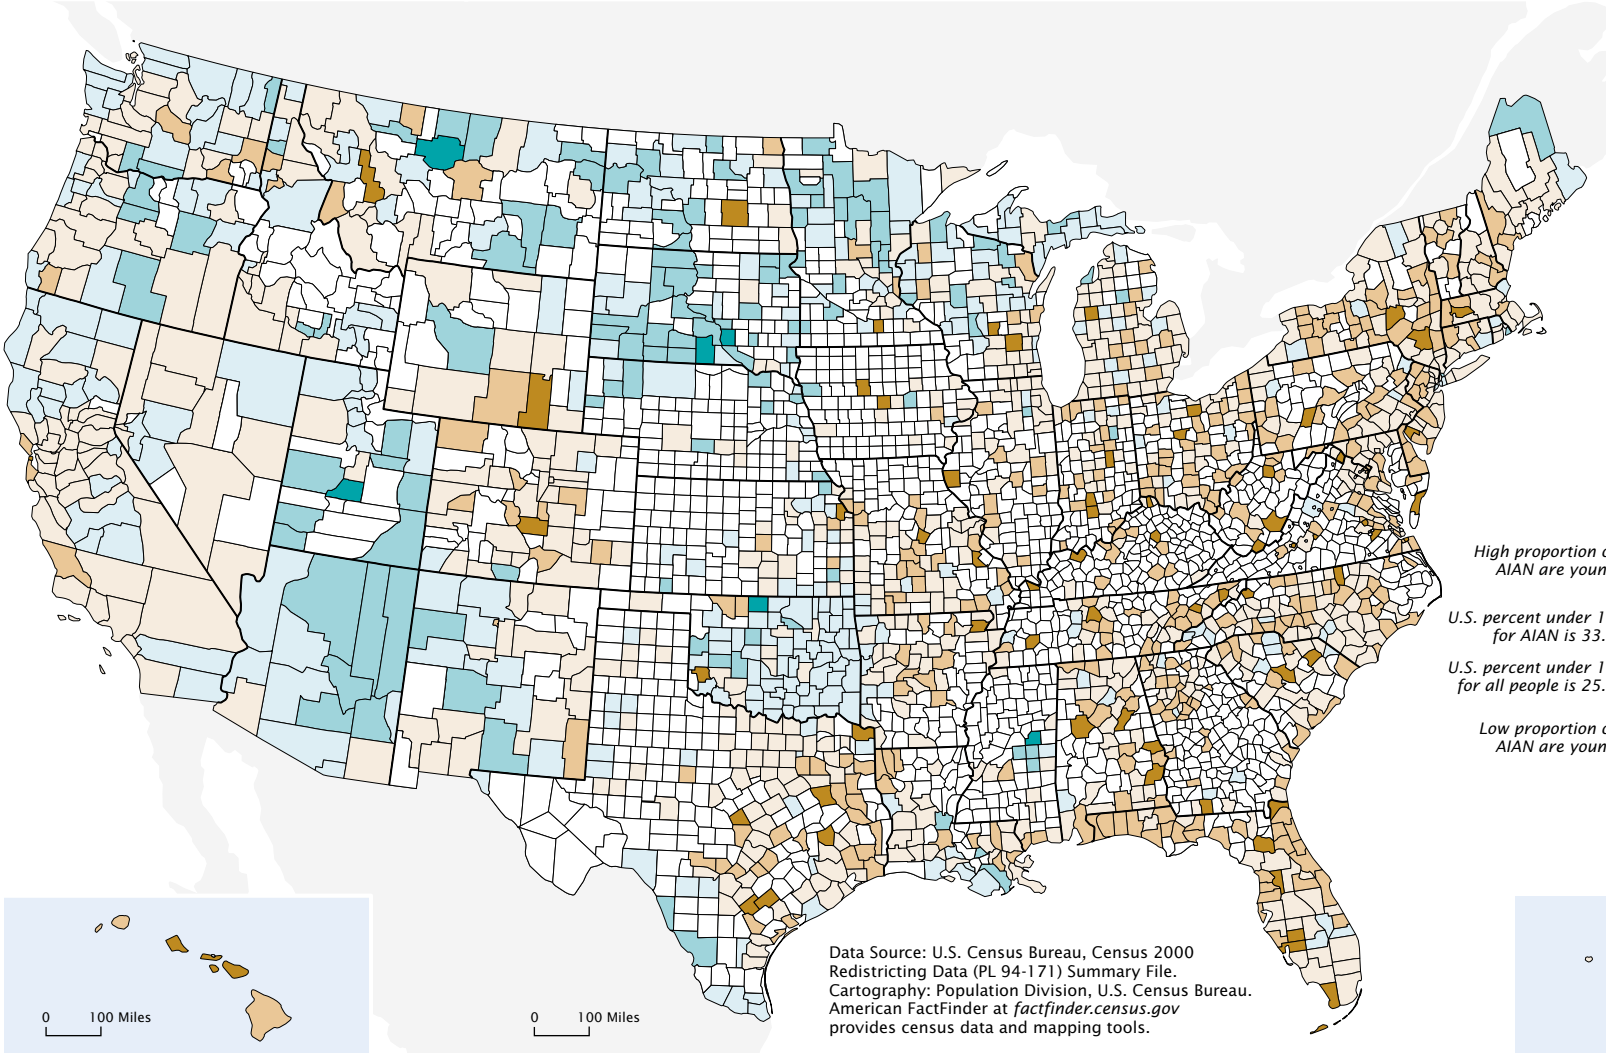 High proportion o
AIAN are youn
U.S. percent under 1
for AIAN is 33.
U.S. percent under 1
for all people is 25.
Low proportion o
AIAN are youn
Data Source: U.S. Census Bureau, Census 2000
Redistricting Data (PL 94-171) Summary File.
Cartography: Population Division, U.S. Census Bureau.
American FactFinder at factfinder.census.gov
provides census data and mapping tools.
0 100 Miles
0 100 Miles